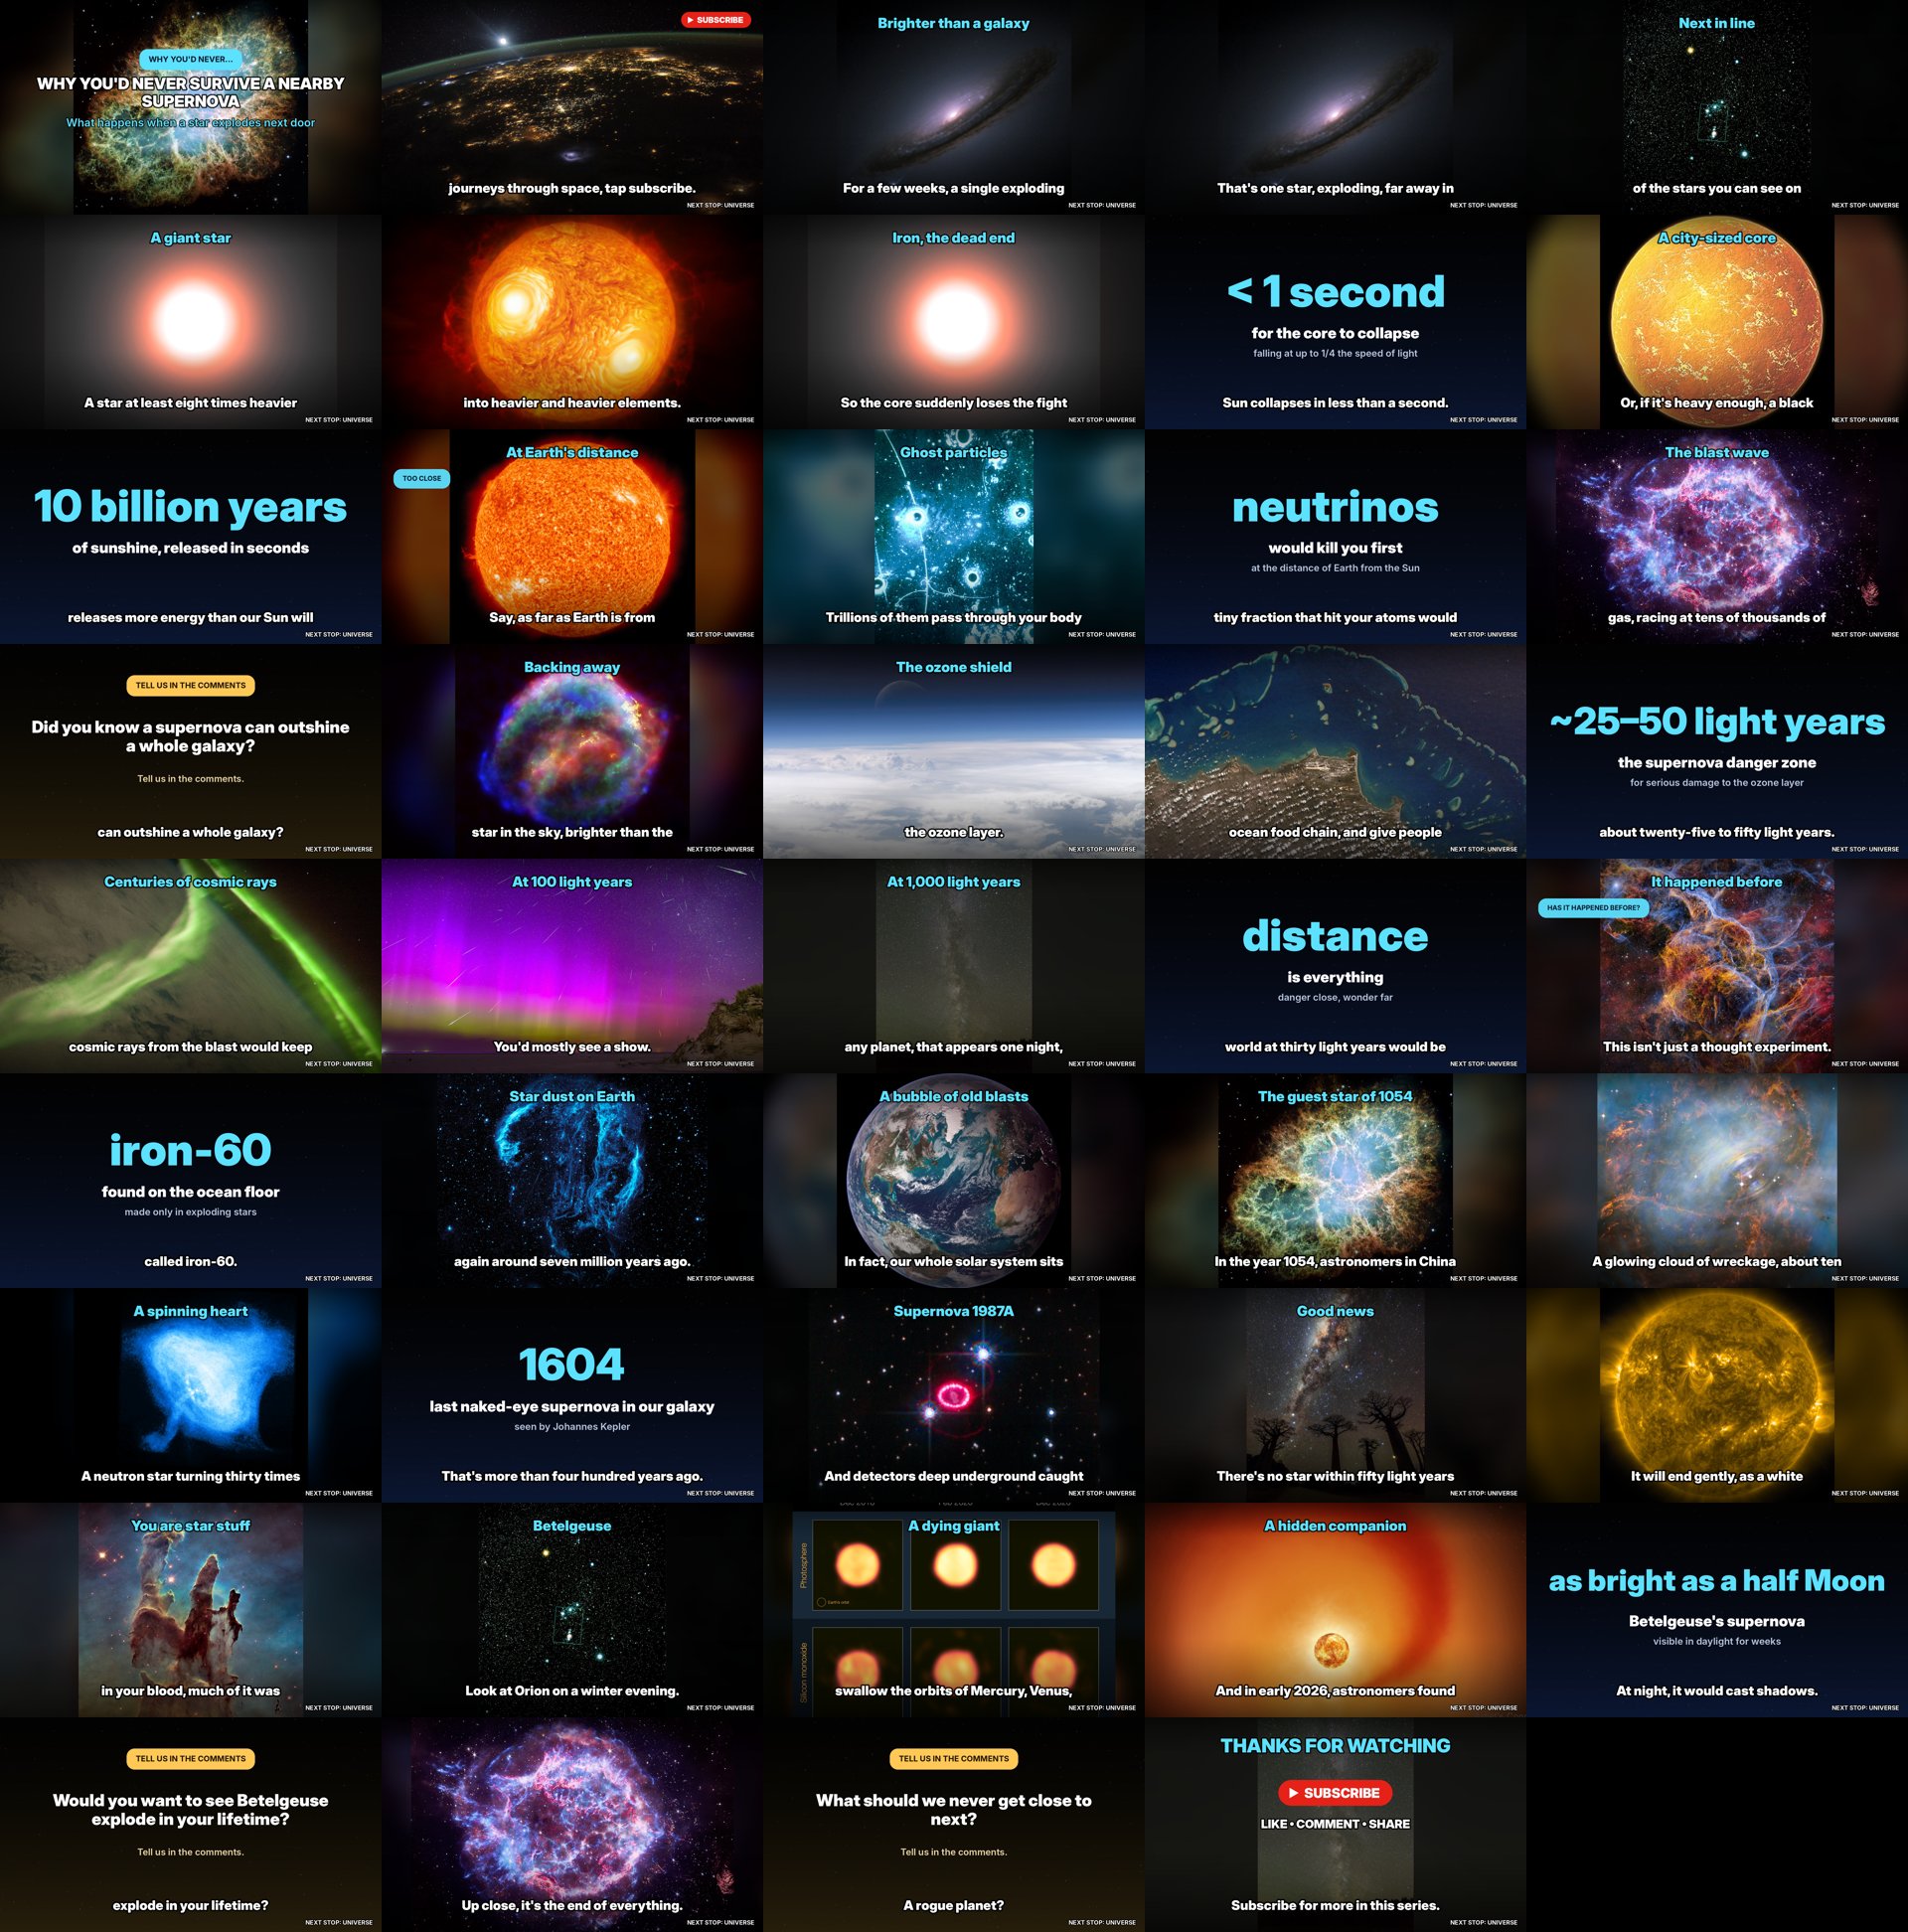 WHY YOU'D NEVER...
WHY YOU'D NEVER SURVIVE A NEARBY
SUPERNOVA
What happens when a star explodes next door
SUBSCRIBE
journeys through space, tap subscribe.
NEXT STOP: UNIVERSE
Brighter than a galaxy
For a few weeks, a single exploding
NEXT STOP: UNIVERSE
That's one star, exploding, far away in
NEXT STOP: UNIVERSE
Next in line
of the stars you can see on
NEXT STOP: UNIVERSE
A giant star
A star at least eight times heavier
NEXT STOP: UNIVERSE
into heavier and heavier elements.
NEXT STOP: UNIVERSE
Iron, the dead end
So the core suddenly loses the fight
NEXT STOP: UNIVERSE
< 1 second
for the core to collapse
falling at up to 1/4 the speed of light
Sun collapses in less than a second.
NEXT STOP: UNIVERSE
A city-sized core
Or, if it's heavy enough, a black
NEXT STOP: UNIVERSE
10 billion years
of sunshine, released in seconds
releases more energy than our Sun will
NEXT STOP: UNIVERSE
At Earth's distance
TOO CLOSE
Say, as far as Earth is from
NEXT STOP: UNIVERSE
Ghost particles
Trillions of them pass through your body
NEXT STOP: UNIVERSE
neutrinos
would kill you first
at the distance of Earth from the Sun
tiny fraction that hit your atoms would
NEXT STOP: UNIVERSE
The blast wave
gas, racing at tens of thousands of
NEXT STOP: UNIVERSE
TELL US IN THE COMMENTS
Did you know a supernova can outshine
a whole galaxy?
Tell us in the comments.
can outshine a whole galaxy?
NEXT STOP: UNIVERSE
Backing away
star in the sky, brighter than the
NEXT STOP: UNIVERSE
The ozone shield
the ozone layer.
NEXT STOP: UNIVERSE
ocean food chain, and give people
NEXT STOP: UNIVERSE
~25–50 light years
the supernova danger zone
for serious damage to the ozone layer
about twenty-five to fifty light years.
NEXT STOP: UNIVERSE
Centuries of cosmic rays
cosmic rays from the blast would keep
NEXT STOP: UNIVERSE
At 100 light years
You'd mostly see a show.
NEXT STOP: UNIVERSE
At 1,000 light years
any planet, that appears one night,
NEXT STOP: UNIVERSE
distance
is everything
danger close, wonder far
world at thirty light years would be
NEXT STOP: UNIVERSE
It happened before
HAS IT HAPPENED BEFORE?
This isn't just a thought experiment.
NEXT STOP: UNIVERSE
iron-60
found on the ocean floor
made only in exploding stars
called iron-60.
NEXT STOP: UNIVERSE
Star dust on Earth
again around seven million years ago.
NEXT STOP: UNIVERSE
A bubble of old blasts
In fact, our whole solar system sits
NEXT STOP: UNIVERSE
The guest star of 1054
In the year 1054, astronomers in China
NEXT STOP: UNIVERSE
A glowing cloud of wreckage, about ten
NEXT STOP: UNIVERSE
A spinning heart
A neutron star turning thirty times
NEXT STOP: UNIVERSE
1604
last naked-eye supernova in our galaxy
seen by Johannes Kepler
That's more than four hundred years ago.
NEXT STOP: UNIVERSE
Supernova 1987A
And detectors deep underground caught
NEXT STOP: UNIVERSE
Good news
There's no star within fifty light years
NEXT STOP: UNIVERSE
It will end gently, as a white
NEXT STOP: UNIVERSE
You are star stuff
in your blood, much of it was
NEXT STOP: UNIVERSE
Betelgeuse
Look at Orion on a winter evening.
NEXT STOP: UNIVERSE
A dying giant
Photosphere
Silicon monoxide
swallow the orbits of Mercury, Venus,
NEXT STOP: UNIVERSE
A hidden companion
And in early 2026, astronomers found
NEXT STOP: UNIVERSE
as bright as a half Moon
Betelgeuse's supernova
visible in daylight for weeks
At night, it would cast shadows.
NEXT STOP: UNIVERSE
TELL US IN THE COMMENTS
Would you want to see Betelgeuse
explode in your lifetime?
Tell us in the comments.
explode in your lifetime?
NEXT STOP: UNIVERSE
Up close, it's the end of everything.
NEXT STOP: UNIVERSE
TELL US IN THE COMMENTS
What should we never get close to
next?
Tell us in the comments.
A rogue planet?
NEXT STOP: UNIVERSE
THANKS FOR WATCHING
SUBSCRIBE
LIKE • COMMENT • SHARE
Subscribe for more in this series.
NEXT STOP: UNIVERSE